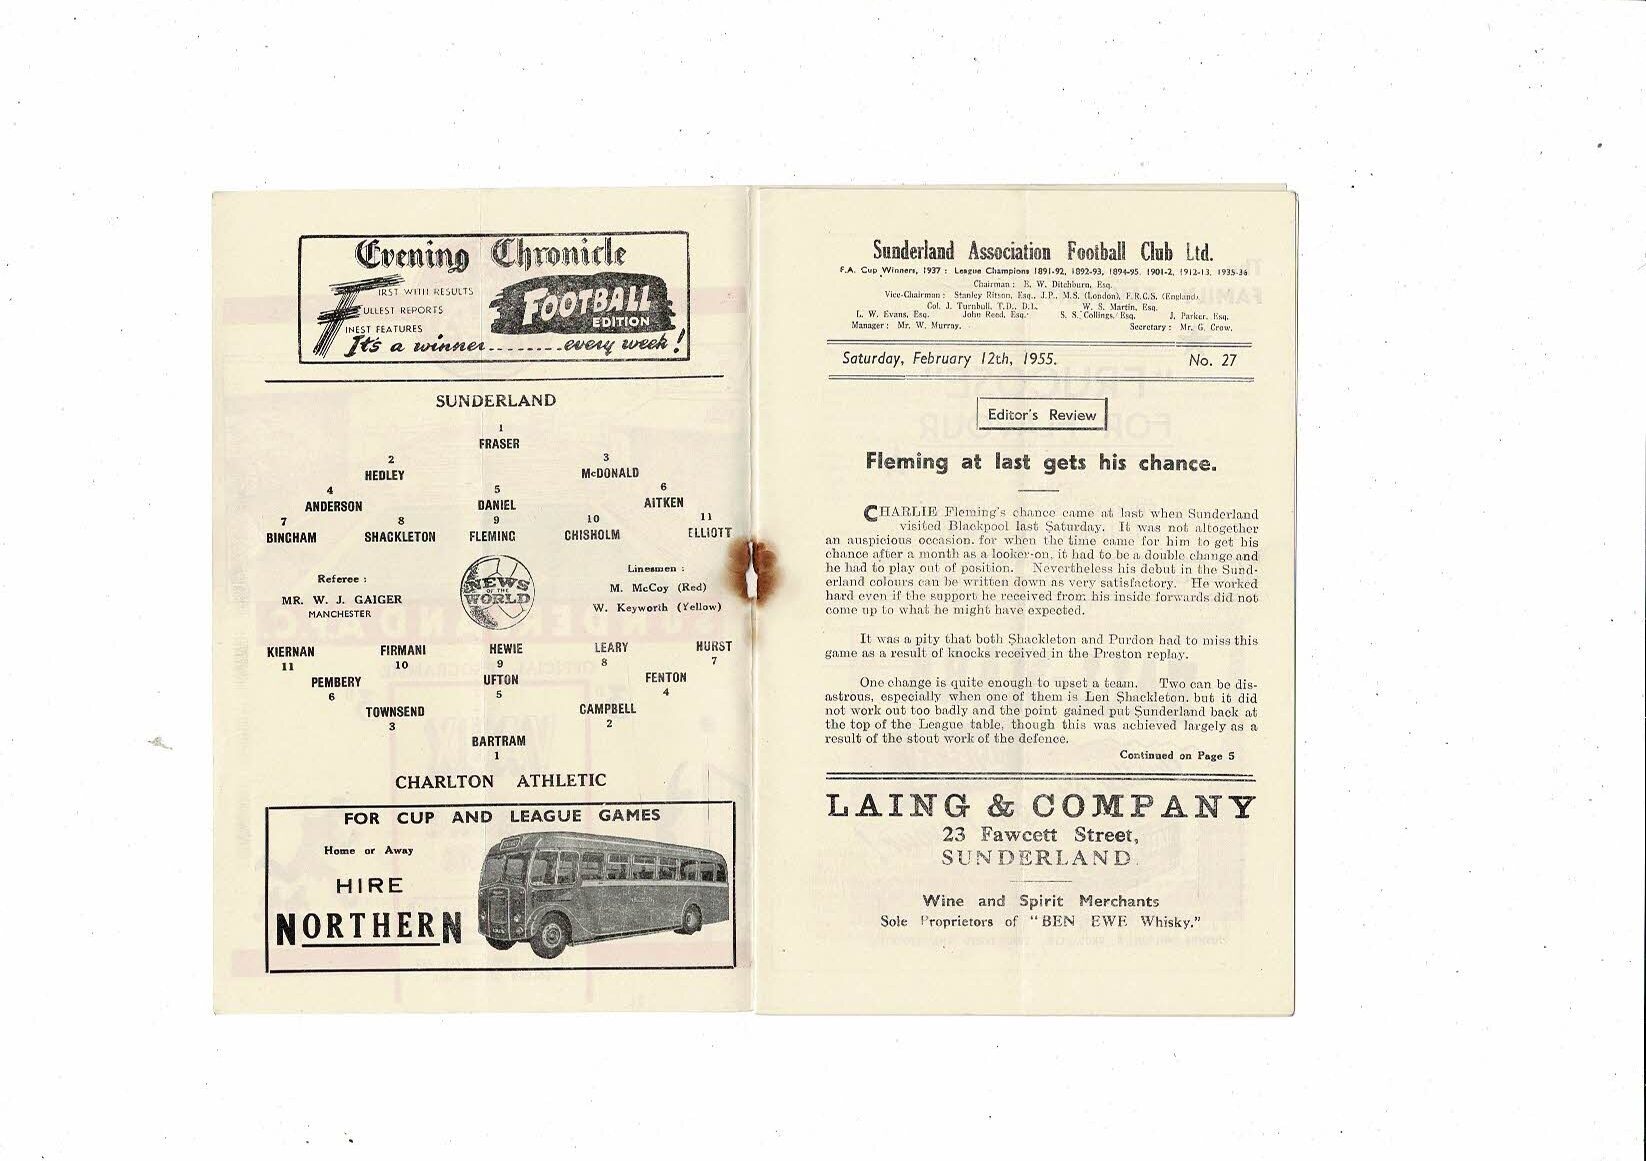 Evening Chronicle
FIRST WITH RESULTS
FULLEST REPORTS
FINEST FEATURES
FOOTBALL
EDITION
It's a winner........every week!
SUNDERLAND
1
FRASER
2 3
HEDLEY McDONALD
4 5 6
ANDERSON DANIEL AITKEN
7 8 9 10 11
BINGHAM SHACKLETON FLEMING CHISHOLM ELLIOTT
Referee :
MR. W. J. GAIGER
MANCHESTER
NEWS
OF THE
WORLD
Linesmen :
M. McCoy (Red)
W. Keyworth (Yellow)
KIERNAN FIRMANI HEWIE LEARY HURST
11 10 9 8 7
PEMBERY UFTON FENTON
6 5 4
TOWNSEND CAMPBELL
3 2
BARTRAM
1
CHARLTON ATHLETIC
FOR CUP AND LEAGUE GAMES
Home or Away
HIRE
NORTHERN
Sunderland Association Football Club Ltd.
F.A. Cup Winners, 1937 : League Champions 1891-92, 1892-93, 1894-95, 1901-2, 1912-13, 1935-36
Chairman : E. W. Ditchburn, Esq.
Vice-Chairman : Stanley Ritson, Esq., J.P., M.S. (London), F.R.C.S. (England).
Col. J. Turnbull, T.D., D.L. W. S. Martin, Esq.
L. W. Evans, Esq. John Reed, Esq. S. S. Collings, Esq. J. Parker, Esq.
Manager : Mr. W. Murray. Secretary : Mr. G. Crow.
Saturday, February 12th, 1955. No. 27
Editor's Review
Fleming at last gets his chance.
CHARLIE Fleming's chance came at last when Sunderland
visited Blackpool last Saturday. It was not altogether
an auspicious occasion, for when the time came for him to get his
chance after a month as a looker-on, it had to be a double change and
he had to play out of position. Nevertheless his debut in the Sund-
erland colours can be written down as very satisfactory. He worked
hard even if the support he received from his inside forwards did not
come up to what he might have expected.
It was a pity that both Shackleton and Purdon had to miss this
game as a result of knocks received in the Preston replay.
One change is quite enough to upset a team. Two can be dis-
astrous, especially when one of them is Len Shackleton, but it did
not work out too badly and the point gained put Sunderland back at
the top of the League table, though this was achieved largely as a
result of the stout work of the defence.
Continued on Page 5
LAING & COMPANY
23 Fawcett Street,
SUNDERLAND.
Wine and Spirit Merchants
Sole Proprietors of "BEN EWE Whisky."